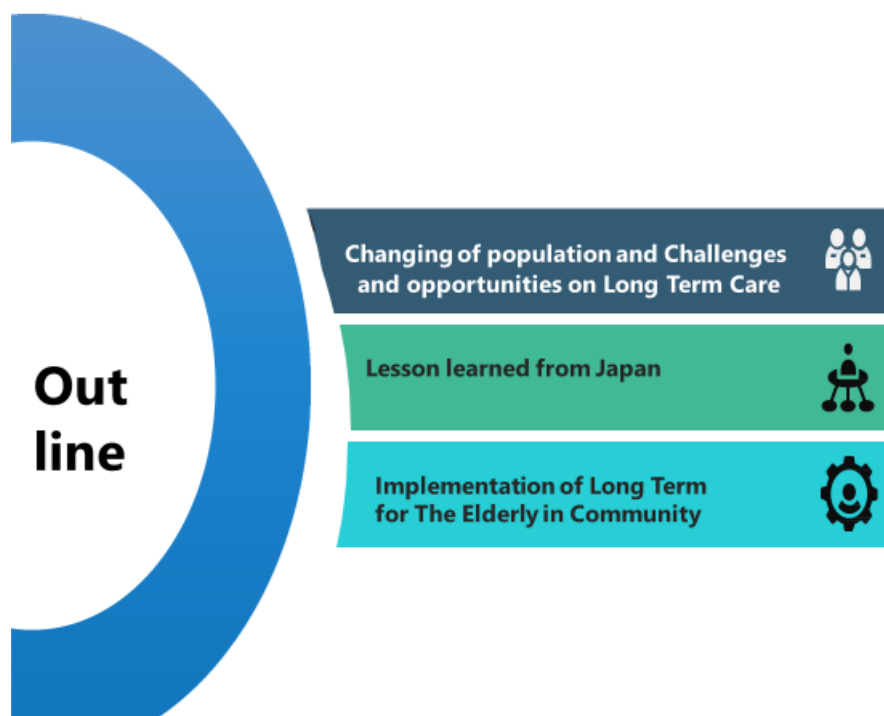 Out
line
Changing of population and Challenges
and opportunities on Long Term Care
Lesson learned from Japan
Implementation of Long Term
for The Elderly in Community